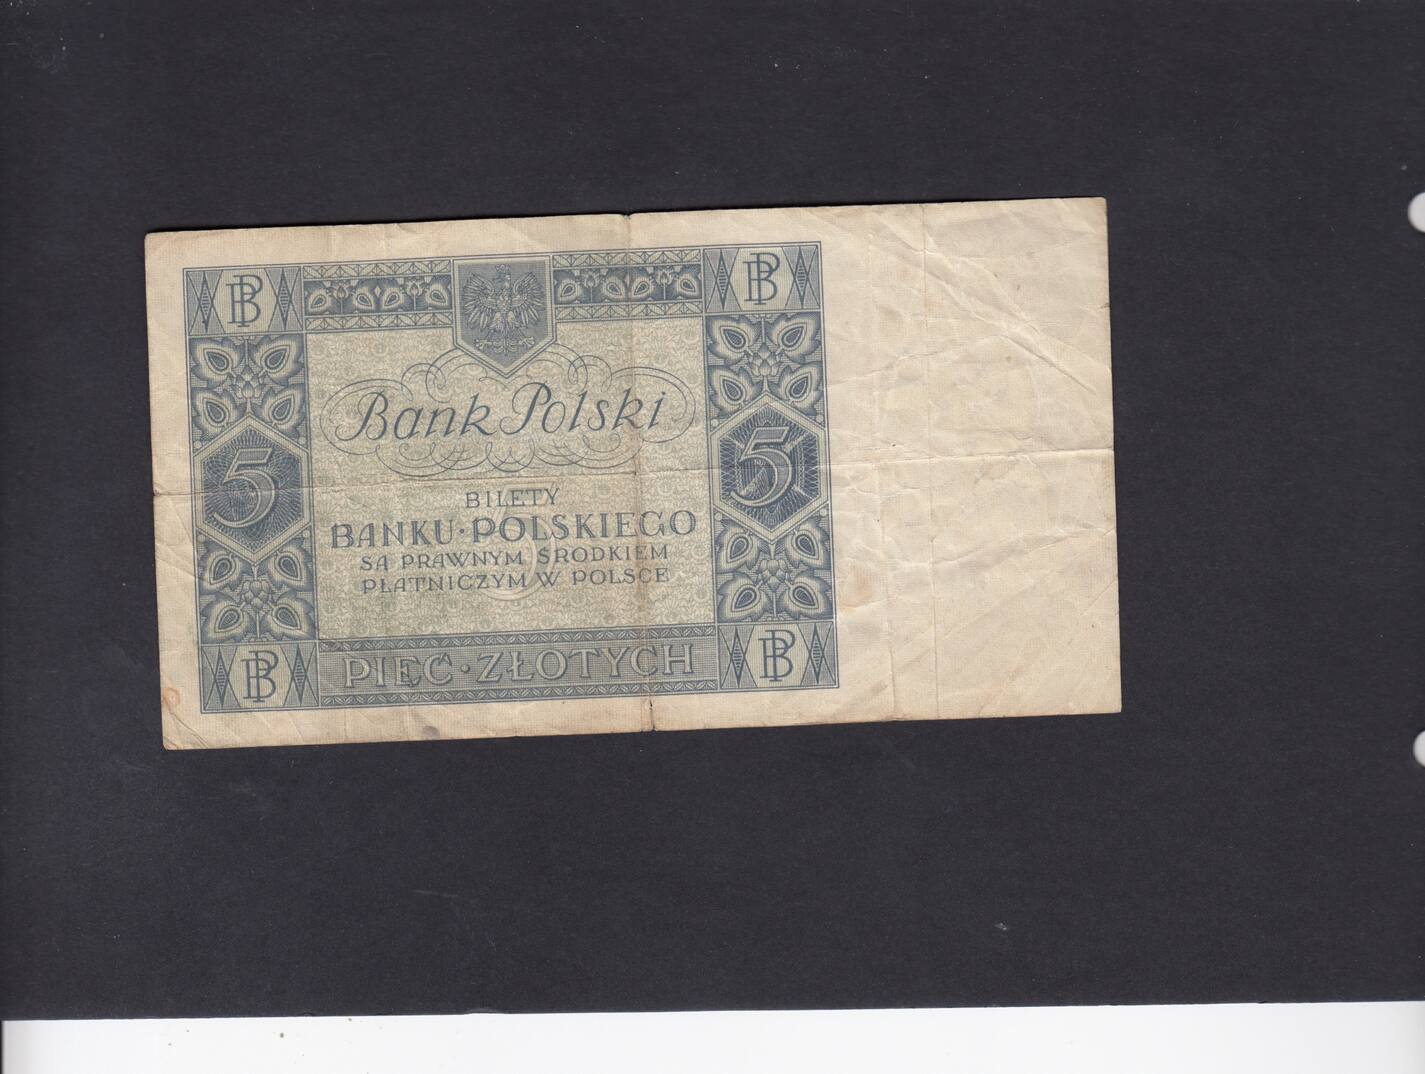 BP BP
Bank Polski
5 5
BILETY
BANKU·POLSKIEGO
SĄ PRAWNYM ŚRODKIEM
PŁATNICZYM W POLSCE
BP PIĘĆ·ZŁOTYCH BP